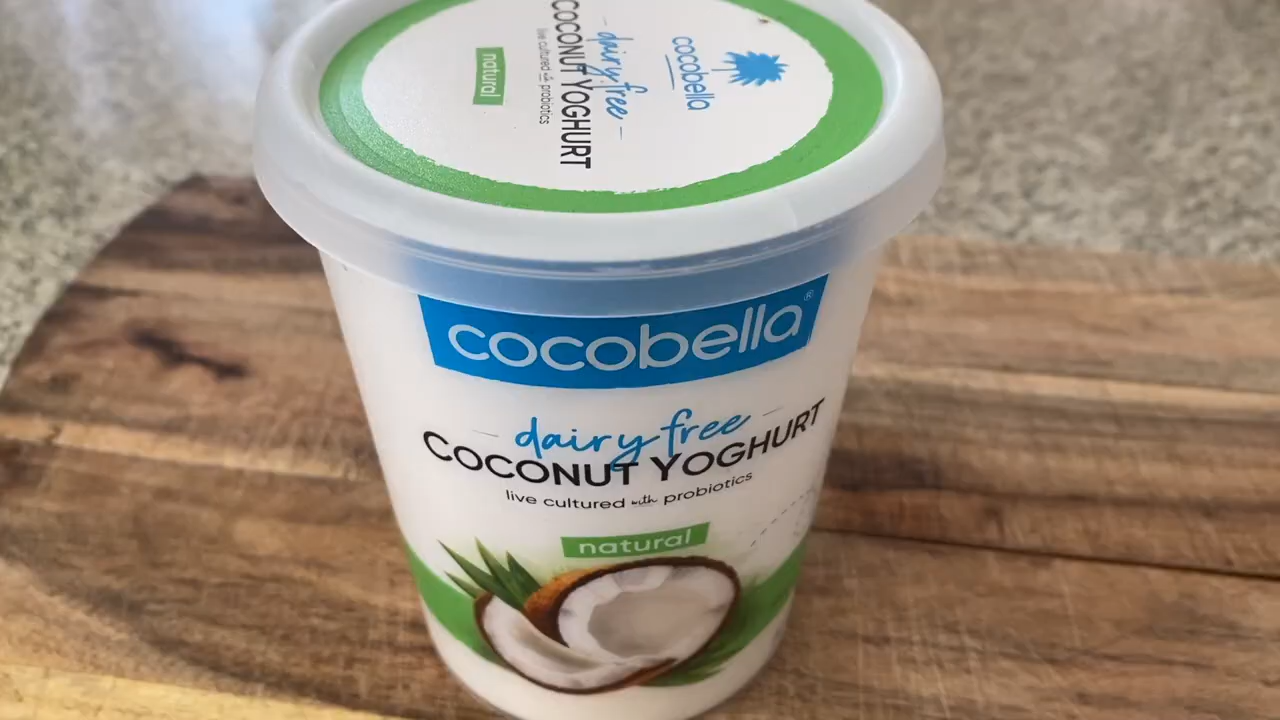 cocobella
dairy free
COCONUT YOGHURT
live cultured with probiotics
natural
cocobella®
dairy free
COCONUT YOGHURT
live cultured with probiotics
natural